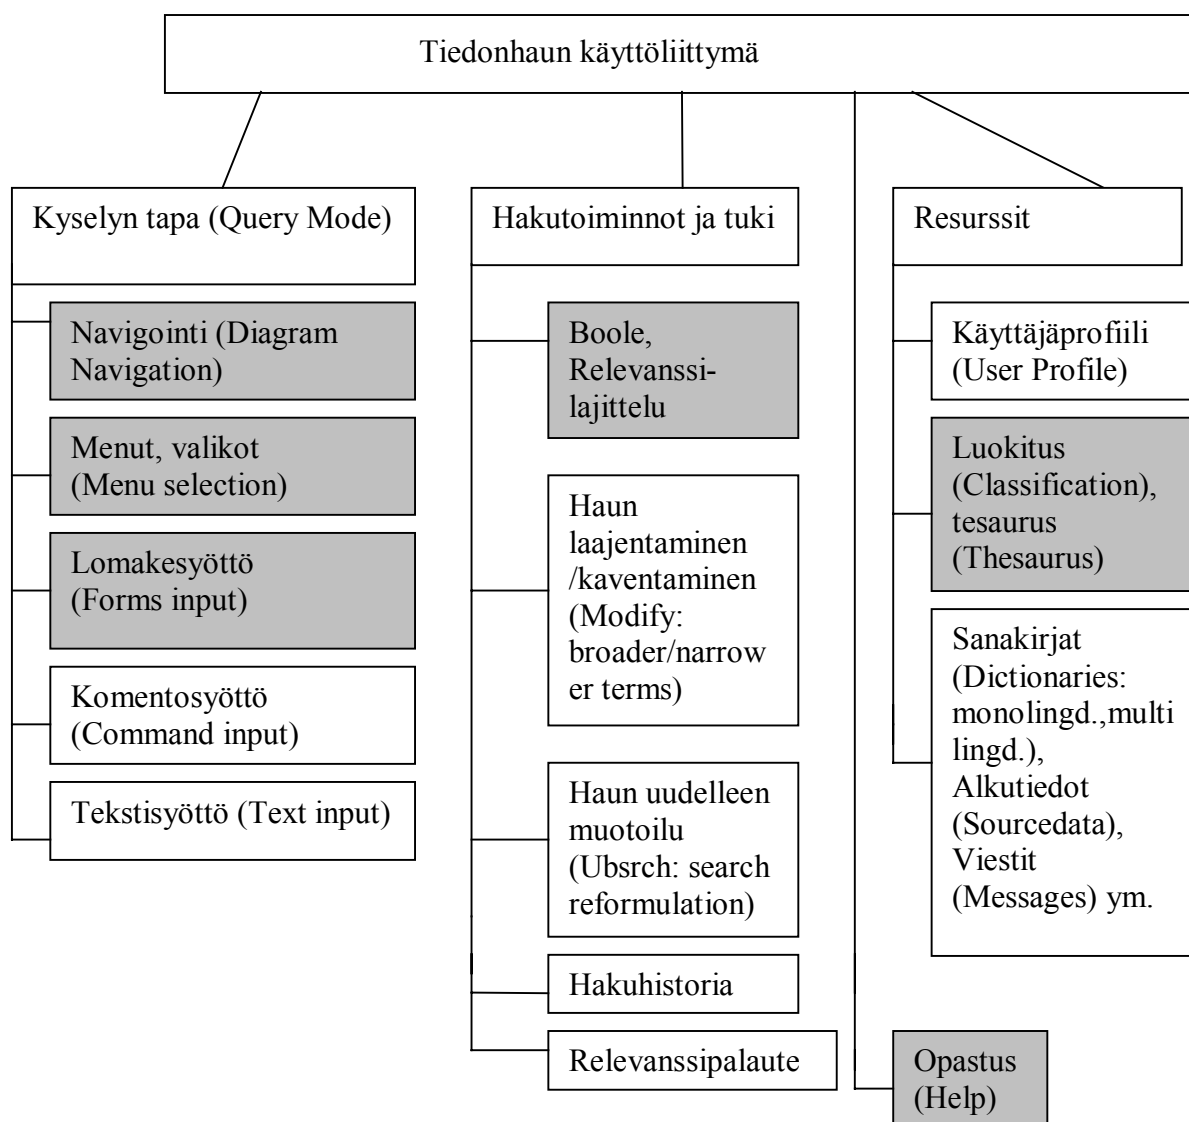 Tiedonhaun käyttöliittymä
Kyselyn tapa (Query Mode)
Navigointi (Diagram
Navigation)
Menut, valikot
(Menu selection)
Lomakesyöttö
(Forms input)
Komentosyöttö
(Command input)
Tekstisyöttö (Text input)
Hakutoiminnot ja tuki
Boole,
Relevanssi-
lajittelu
Haun
laajentaminen
/kaventaminen
(Modify:
broader/narrow
er terms)
Haun uudelleen
muotoilu
(Ubsrch: search
reformulation)
Hakuhistoria
Relevanssipalaute
Resurssit
Käyttäjäprofiili
(User Profile)
Luokitus
(Classification),
tesaurus
(Thesaurus)
Sanakirjat
(Dictionaries:
monolingd.,multi
lingd.),
Alkutiedot
(Sourcedata),
Viestit
(Messages) ym.
Opastus
(Help)